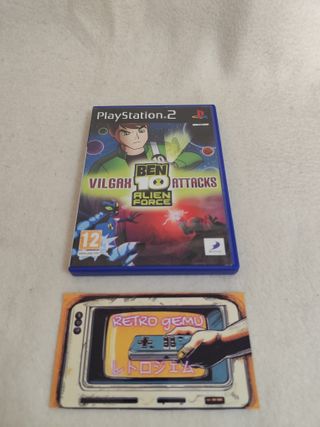 PlayStation.2
BEN
10
VILGAX ATTACKS
ALIEN
FORCE
12
RETRO GEMU
レトロジェム